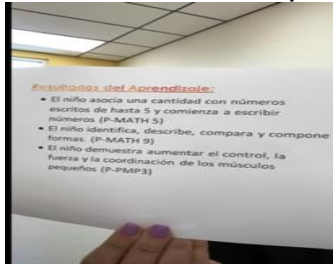 Resultados del Aprendizaje:
• El niño asocia una cantidad con números
escritos de hasta 5 y comienza a escribir
números (P-MATH 5)
• El niño identifica, describe, compara y compone
formas. (P-MATH 9)
• El niño demuestra aumentar el control, la
fuerza y la coordinación de los músculos
pequeños (P-PMP3)